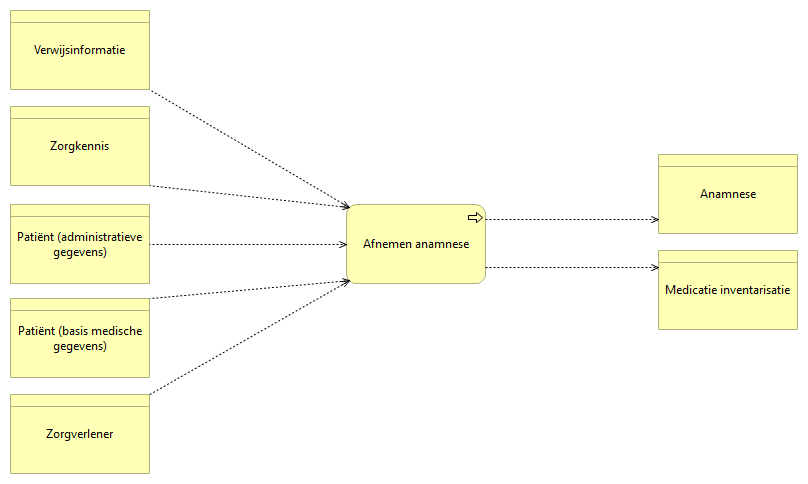 Verwijsinformatie
Zorgkennis
Patiënt (administratieve
gegevens)
Patiënt (basis medische
gegevens)
Zorgverlener
Afnemen anamnese
Anamnese
Medicatie inventarisatie